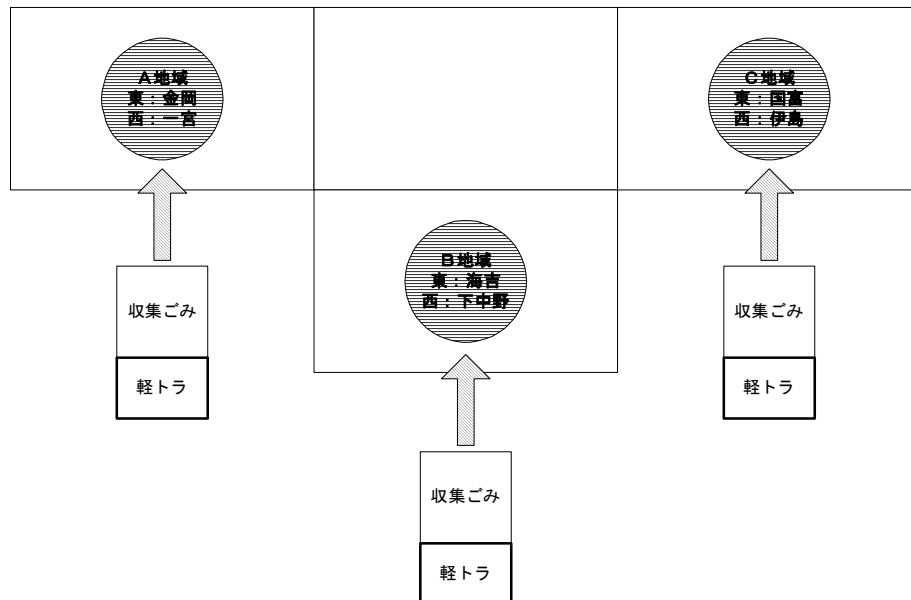 A地域
東：金岡
西：一宮
C地域
東：国富
西：伊島
B地域
東：海吉
西：下中野
収集ごみ
軽トラ
収集ごみ
軽トラ
収集ごみ
軽トラ